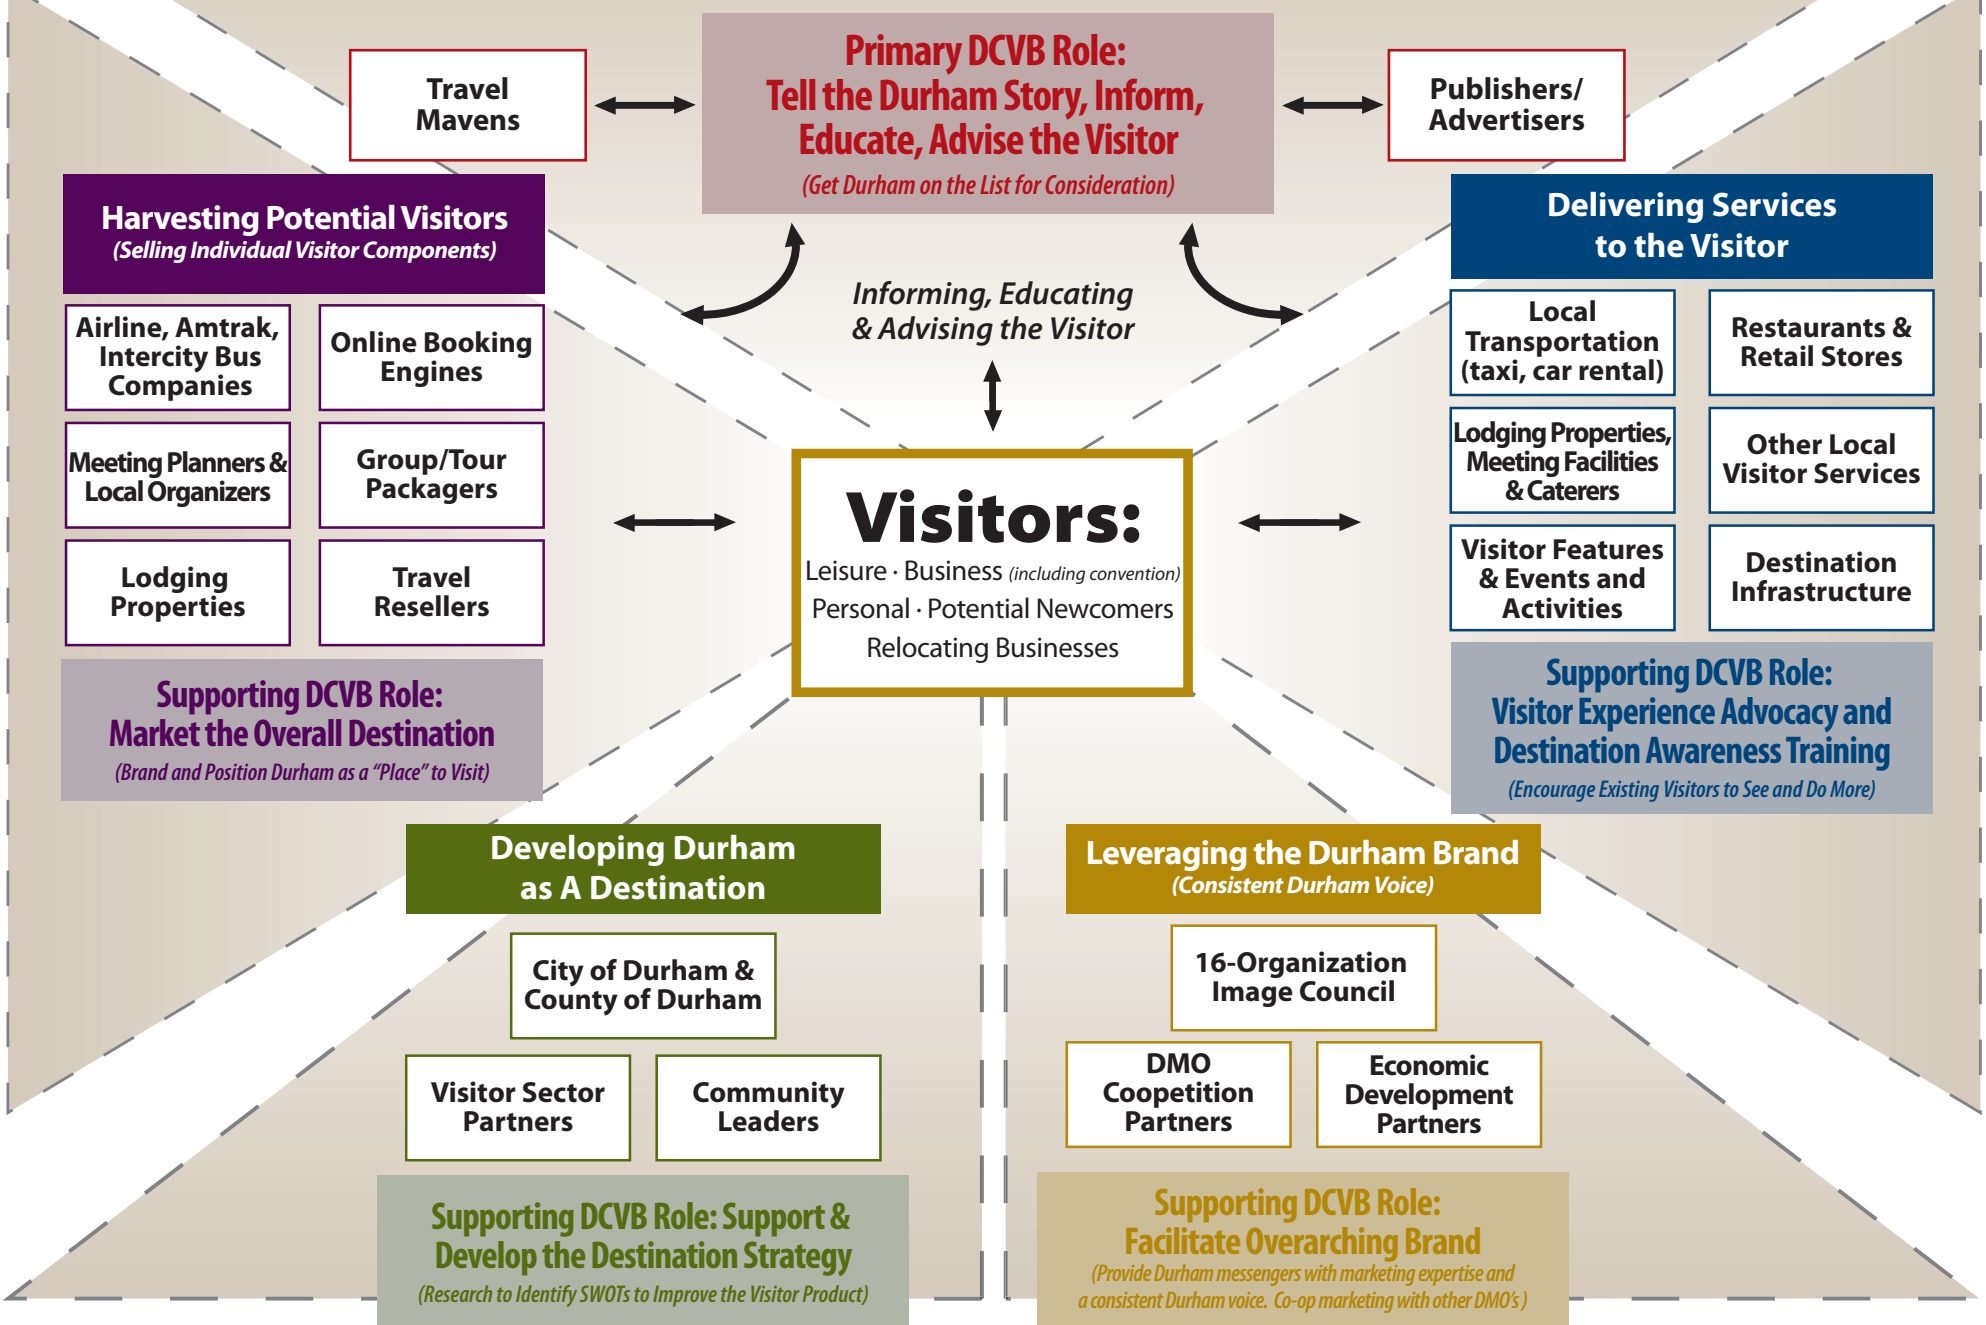 Travel
Mavens
Primary DCVB Role:
Tell the Durham Story, Inform,
Educate, Advise the Visitor
(Get Durham on the List for Consideration)
Publishers/
Advertisers
Harvesting Potential Visitors
(Selling Individual Visitor Components)
Airline, Amtrak,
Intercity Bus
Companies
Online Booking
Engines
Meeting Planners &
Local Organizers
Group/Tour
Packagers
Lodging
Properties
Travel
Resellers
Supporting DCVB Role:
Market the Overall Destination
(Brand and Position Durham as a “Place” to Visit)
Informing, Educating
& Advising the Visitor
Visitors:
Leisure · Business (including convention)
Personal · Potential Newcomers
Relocating Businesses
Delivering Services
to the Visitor
Local
Transportation
(taxi, car rental)
Restaurants &
Retail Stores
Lodging Properties,
Meeting Facilities
& Caterers
Other Local
Visitor Services
Visitor Features
& Events and
Activities
Destination
Infrastructure
Supporting DCVB Role:
Visitor Experience Advocacy and
Destination Awareness Training
(Encourage Existing Visitors to See and Do More)
Developing Durham
as A Destination
City of Durham &
County of Durham
Visitor Sector
Partners
Community
Leaders
Supporting DCVB Role: Support &
Develop the Destination Strategy
(Research to Identify SWOTs to Improve the Visitor Product)
Leveraging the Durham Brand
(Consistent Durham Voice)
16-Organization
Image Council
DMO
Coopetition
Partners
Economic
Development
Partners
Supporting DCVB Role:
Facilitate Overarching Brand
(Provide Durham messengers with marketing expertise and
a consistent Durham voice.  Co-op marketing with other DMO's )